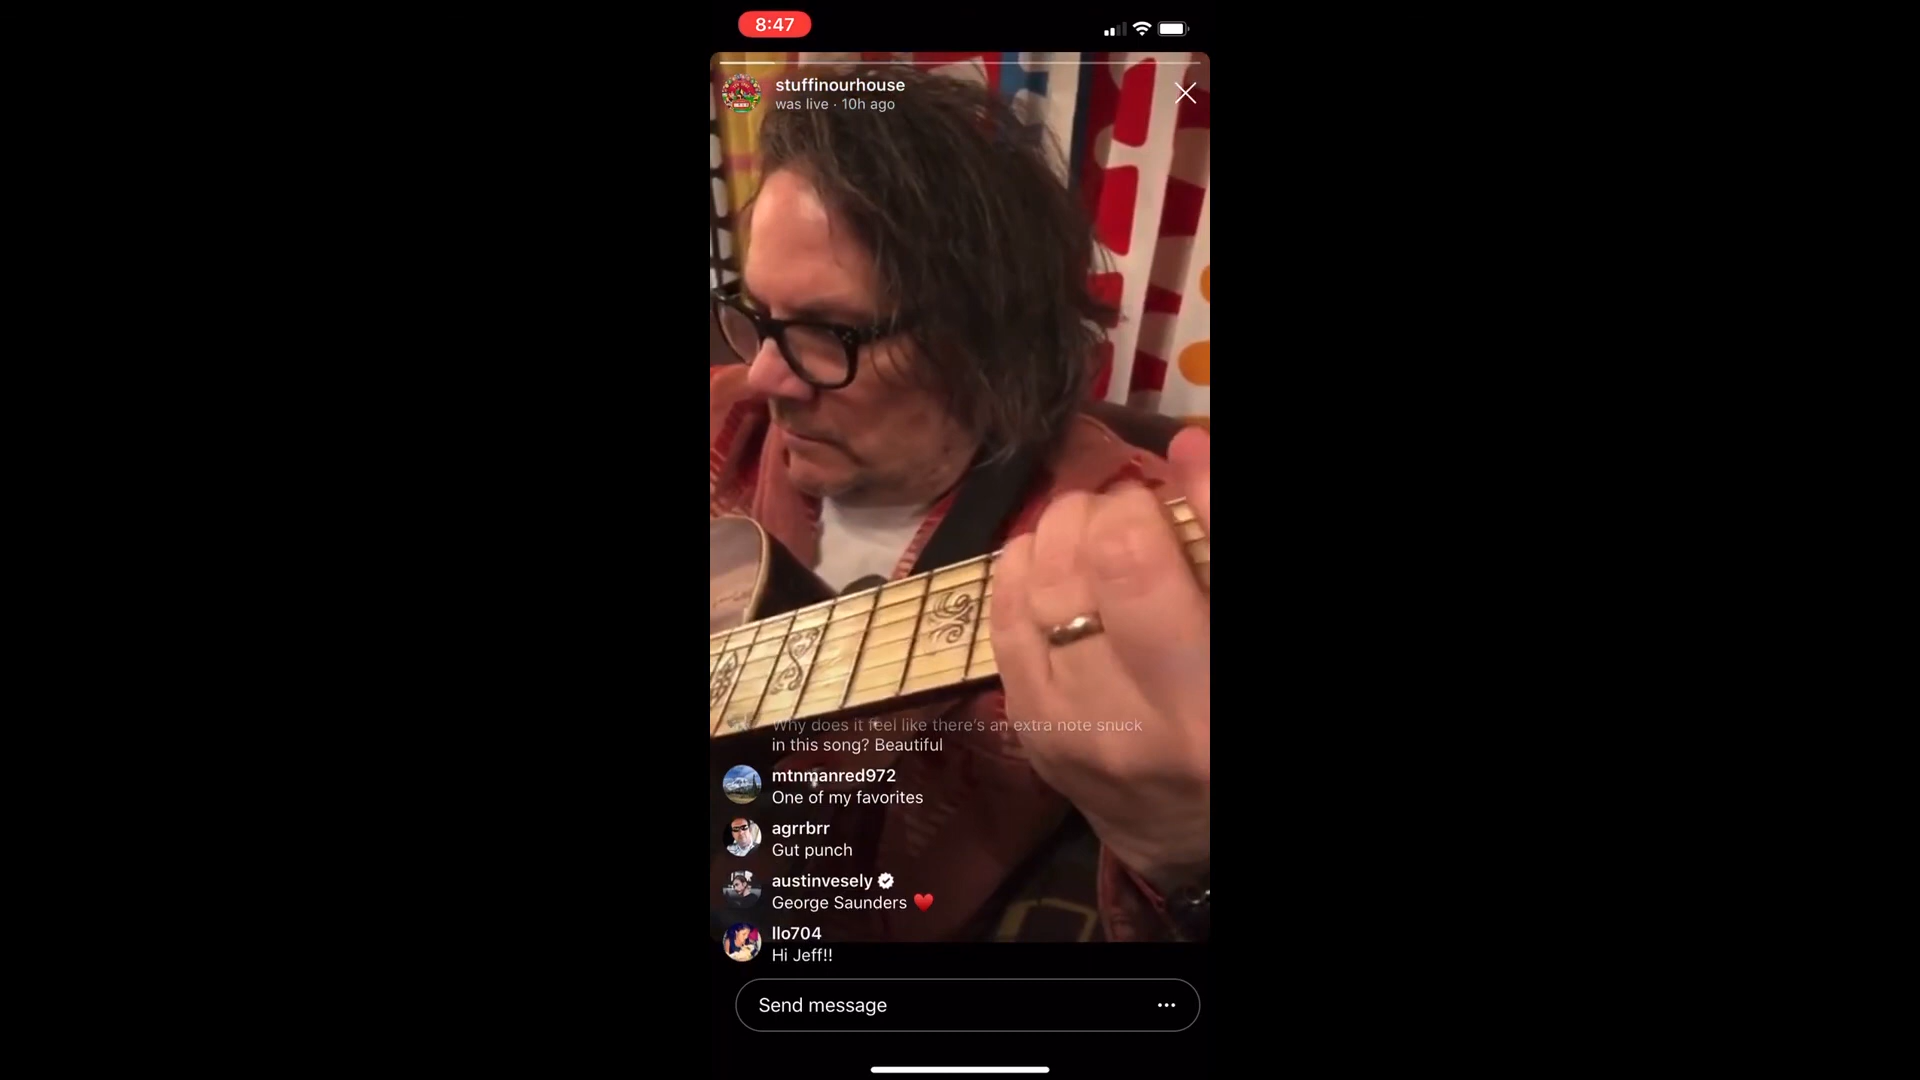 8:47
stuffinourhouse
was live · 10h ago
Why does it feel like there's an extra note snuck
in this song? Beautiful
mtnmanred972
One of my favorites
agrrbrr
Gut punch
austinvesely
George Saunders ❤️
llo704
Hi Jeff!!
Send message